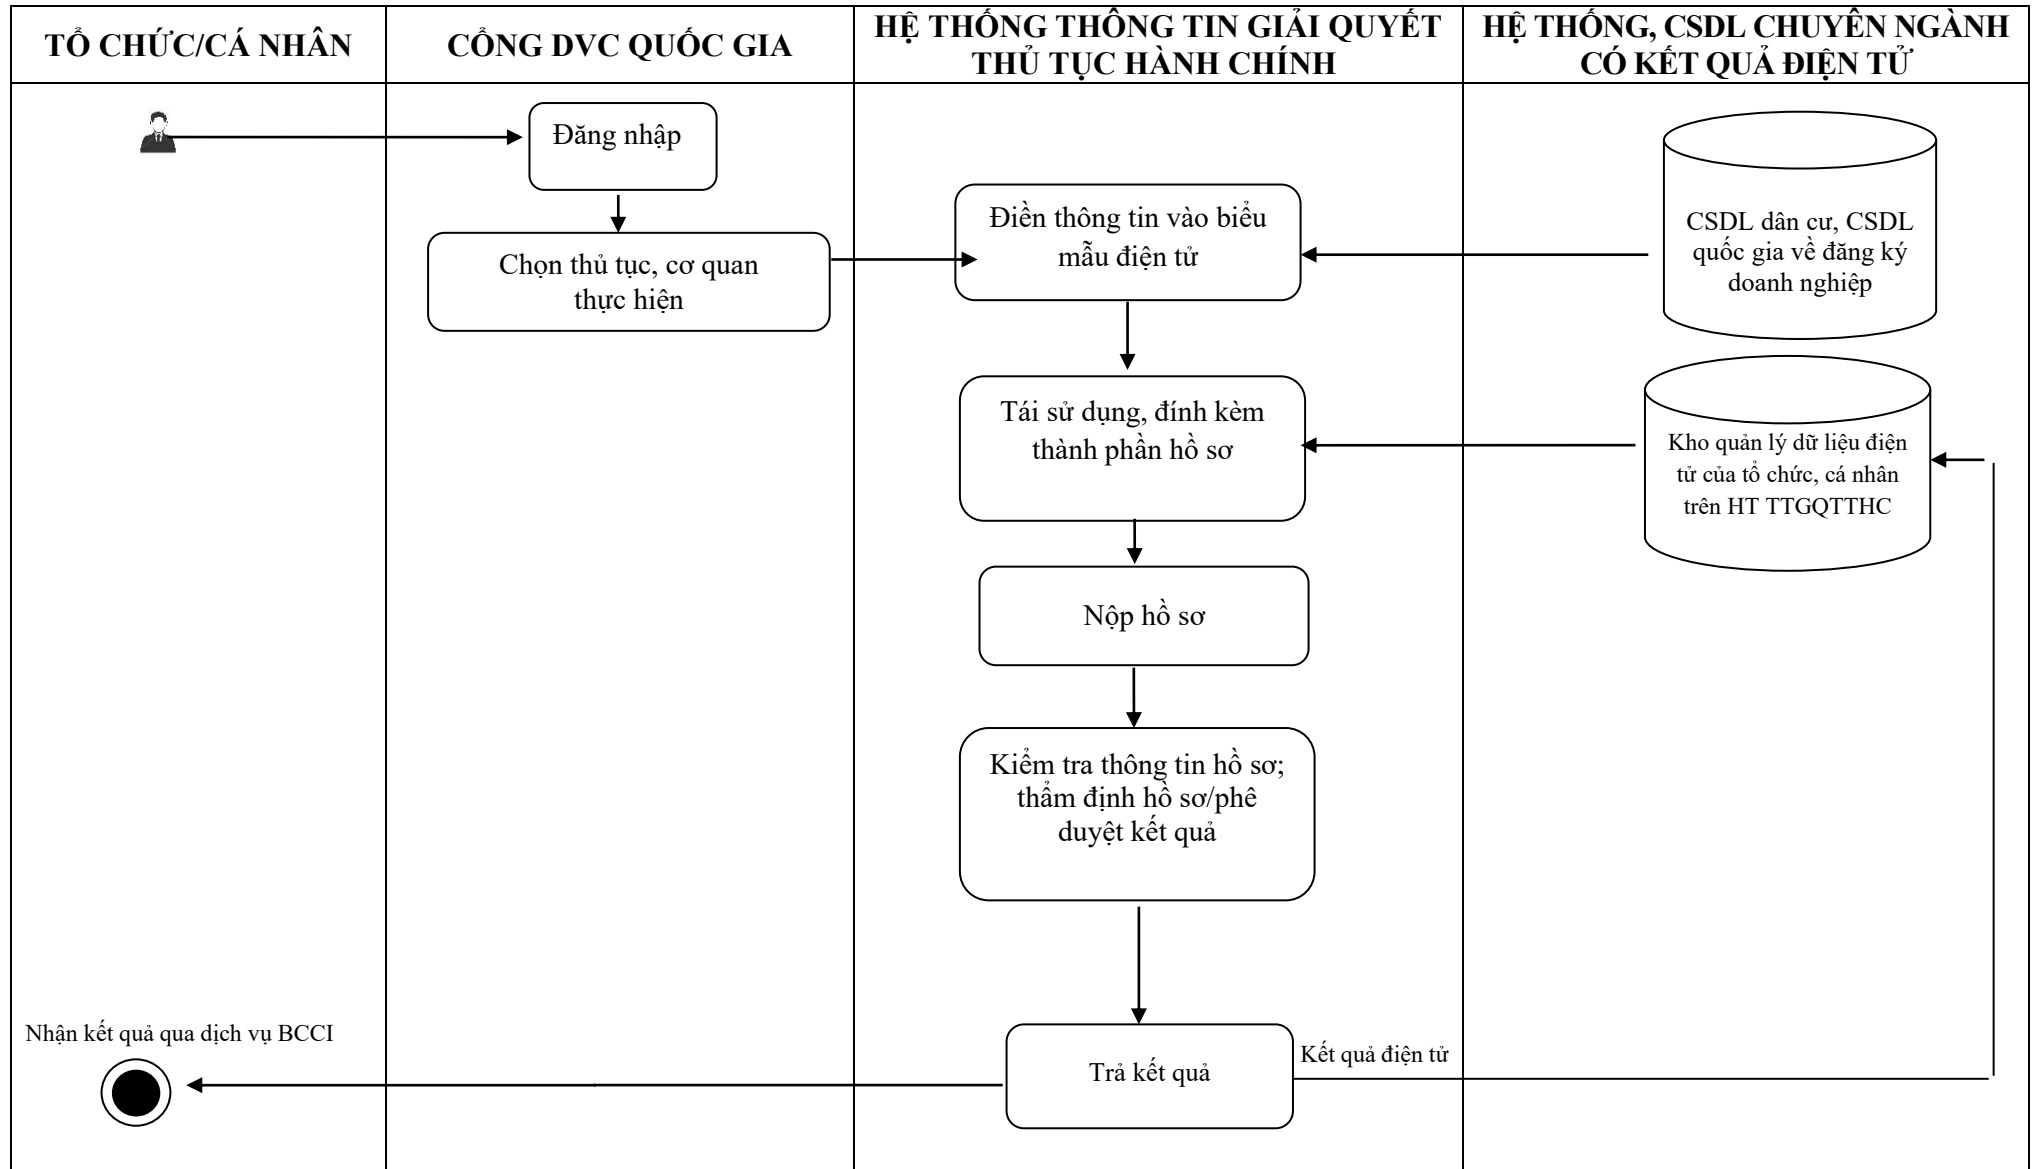 TỔ CHỨC/CÁ NHÂN
CỔNG DVC QUỐC GIA
HỆ THỐNG THÔNG TIN GIẢI QUYẾT
THỦ TỤC HÀNH CHÍNH
HỆ THỐNG, CSDL CHUYÊN NGÀNH
CÓ KẾT QUẢ ĐIỆN TỬ
Đăng nhập
Chọn thủ tục, cơ quan
thực hiện
Điền thông tin vào biểu
mẫu điện tử
CSDL dân cư, CSDL
quốc gia về đăng ký
doanh nghiệp
Tái sử dụng, đính kèm
thành phần hồ sơ
Kho quản lý dữ liệu điện
tử của tổ chức, cá nhân
trên HT TTGQTTHC
Nộp hồ sơ
Kiểm tra thông tin hồ sơ;
thẩm định hồ sơ/phê
duyệt kết quả
Nhận kết quả qua dịch vụ BCCI
Trả kết quả
Kết quả điện tử